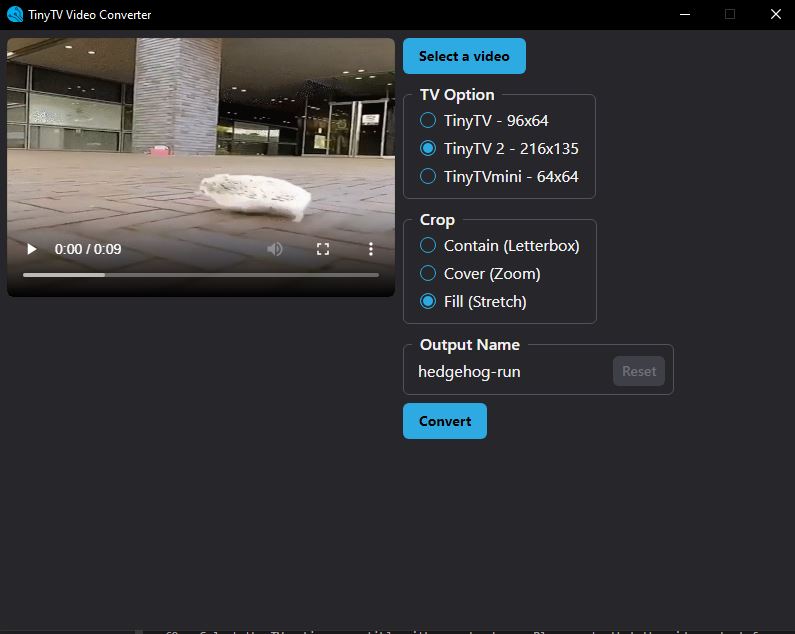 TinyTV Video Converter
Select a video
TV Option
TinyTV - 96x64
TinyTV 2 - 216x135
TinyTVmini - 64x64
0:00 / 0:09
Crop
Contain (Letterbox)
Cover (Zoom)
Fill (Stretch)
Output Name
hedgehog-run
Reset
Convert